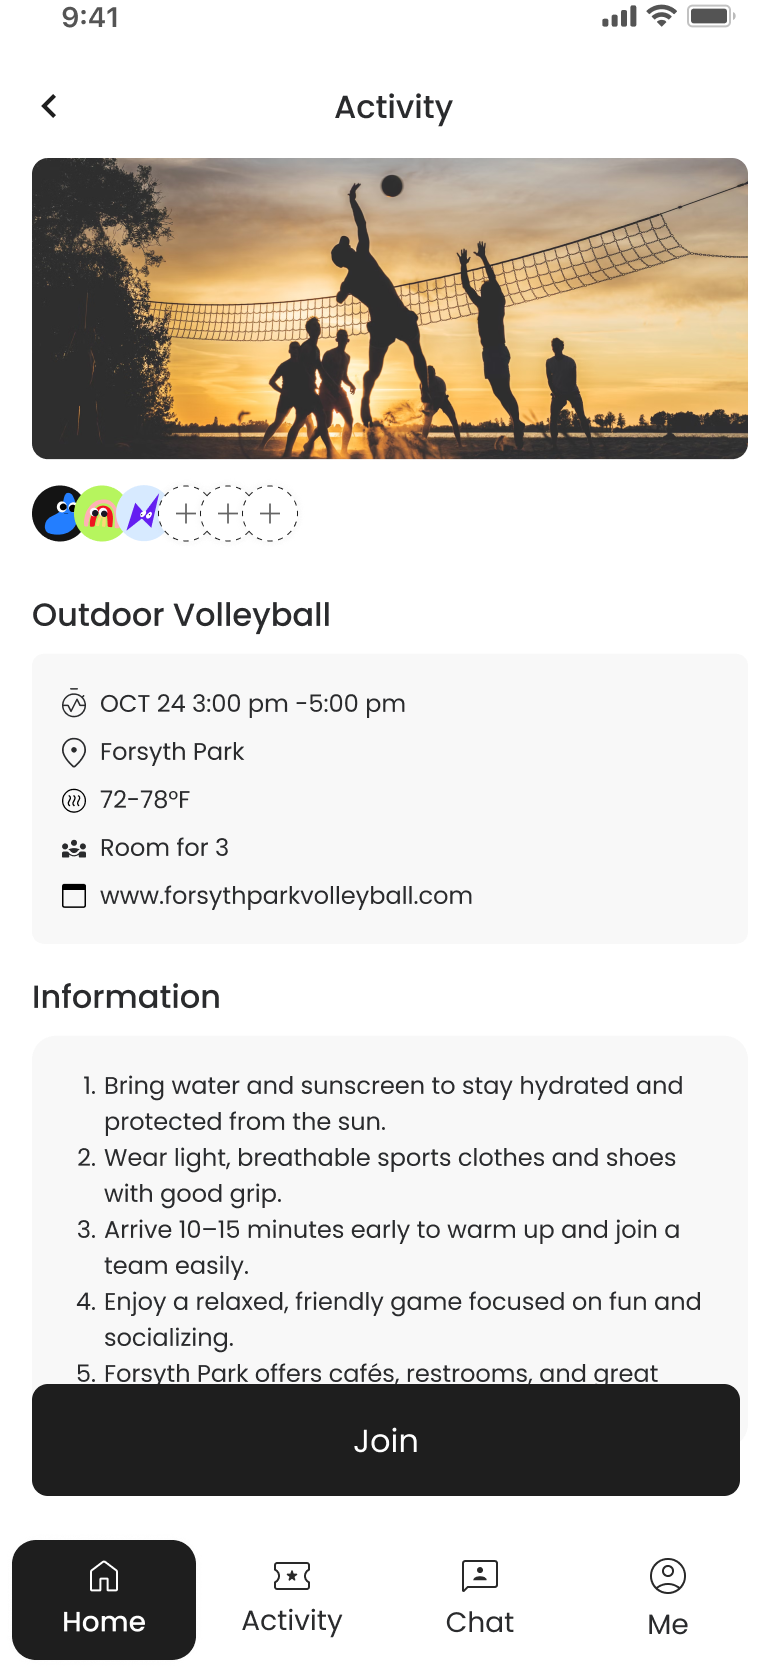 9:41
Activity
Outdoor Volleyball
OCT 24 3:00 pm -5:00 pm
Forsyth Park
72-78°F
Room for 3
www.forsythparkvolleyball.com
Information
1. Bring water and sunscreen to stay hydrated and
protected from the sun.
2. Wear light, breathable sports clothes and shoes
with good grip.
3. Arrive 10–15 minutes early to warm up and join a
team easily.
4. Enjoy a relaxed, friendly game focused on fun and
socializing.
5. Forsyth Park offers cafés, restrooms, and great
Join
Home
Activity
Chat
Me